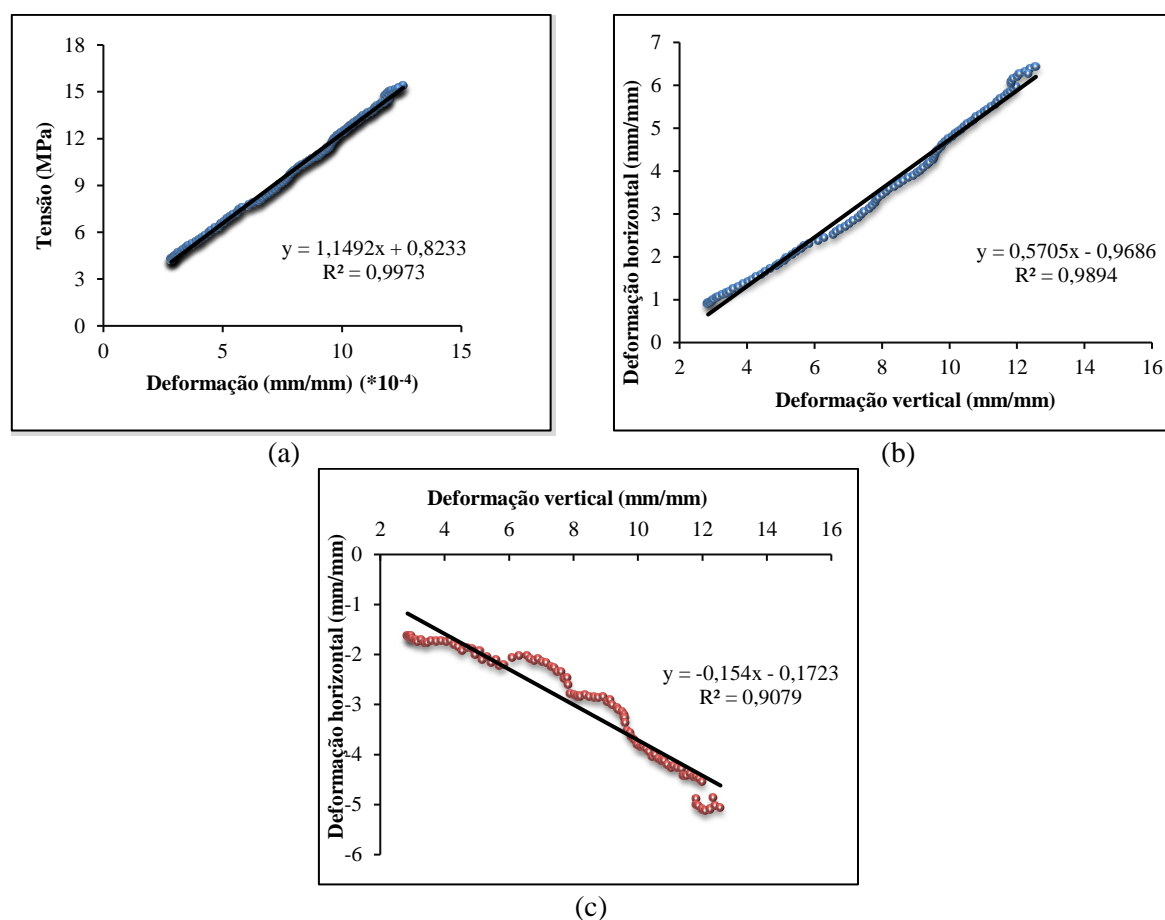 18
15
12
9
6
3
0
Tensão (MPa)
y = 1,1492x + 0,8233
R² = 0,9973
0 5 10 15
Deformação (mm/mm) (*10⁻⁴)
(a)
7
6
5
4
3
2
1
0
Deformação horizontal (mm/mm)
y = 0,5705x - 0,9686
R² = 0,9894
2 4 6 8 10 12 14 16
Deformação vertical (mm/mm)
(b)
Deformação vertical (mm/mm)
2 4 6 8 10 12 14 16
0
-1
-2
-3
-4
-5
-6
Deformação horizontal (mm/mm)
y = -0,154x - 0,1723
R² = 0,9079
(c)